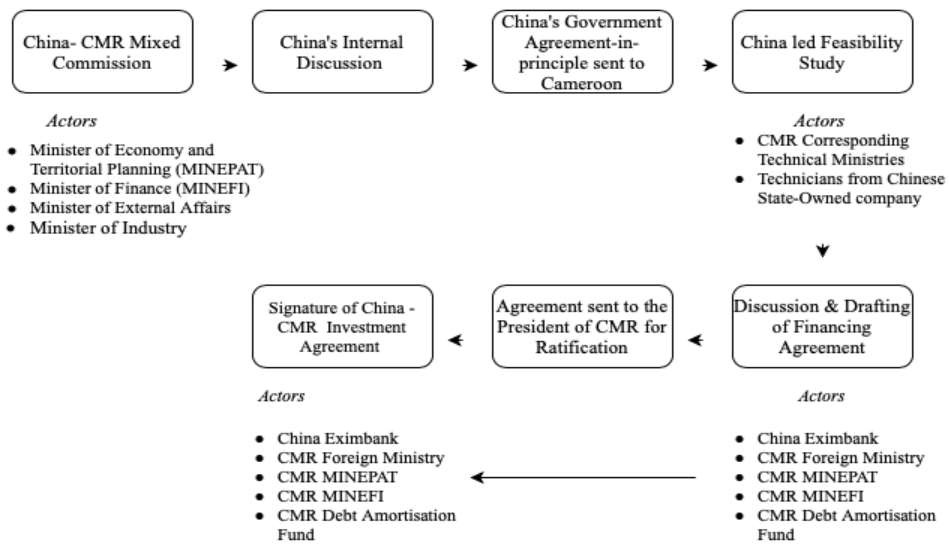 China- CMR Mixed
Commission
China's Internal
Discussion
China's Government
Agreement-in-
principle sent to
Cameroon
China led Feasibility
Study
Actors
● Minister of Economy and
Territorial Planning (MINEPAT)
● Minister of Finance (MINEFI)
● Minister of External Affairs
● Minister of Industry
Actors
● CMR Corresponding
Technical Ministries
● Technicians from Chinese
State-Owned company
Discussion & Drafting
of Financing
Agreement
Agreement sent to the
President of CMR for
Ratification
Signature of China -
CMR Investment
Agreement
Actors
● China Eximbank
● CMR Foreign Ministry
● CMR MINEPAT
● CMR MINEFI
● CMR Debt Amortisation
Fund
Actors
● China Eximbank
● CMR Foreign Ministry
● CMR MINEPAT
● CMR MINEFI
● CMR Debt Amortisation
Fund